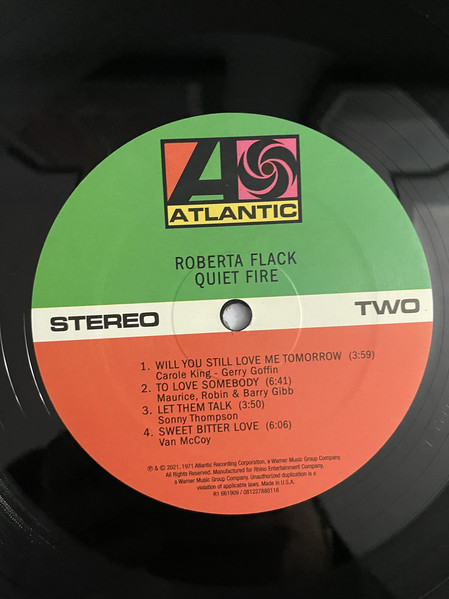 ATLANTIC
ROBERTA FLACK
QUIET FIRE
STEREO TWO
1. WILL YOU STILL LOVE ME TOMORROW (3:59)
Carole King - Gerry Goffin
2. TO LOVE SOMEBODY (6:41)
Maurice, Robin & Barry Gibb
3. LET THEM TALK (3:50)
Sonny Thompson
4. SWEET BITTER LOVE (6:06)
Van McCoy
℗ & © 2021, 1971 Atlantic Recording Corporation, a Warner Music Group Company.
All Rights Reserved. Manufactured for Rhino Entertainment Company,
a Warner Music Group Company. Unauthorized duplication is a
violation of applicable laws. Made in U.S.A.
R1 661909 / 081227880118